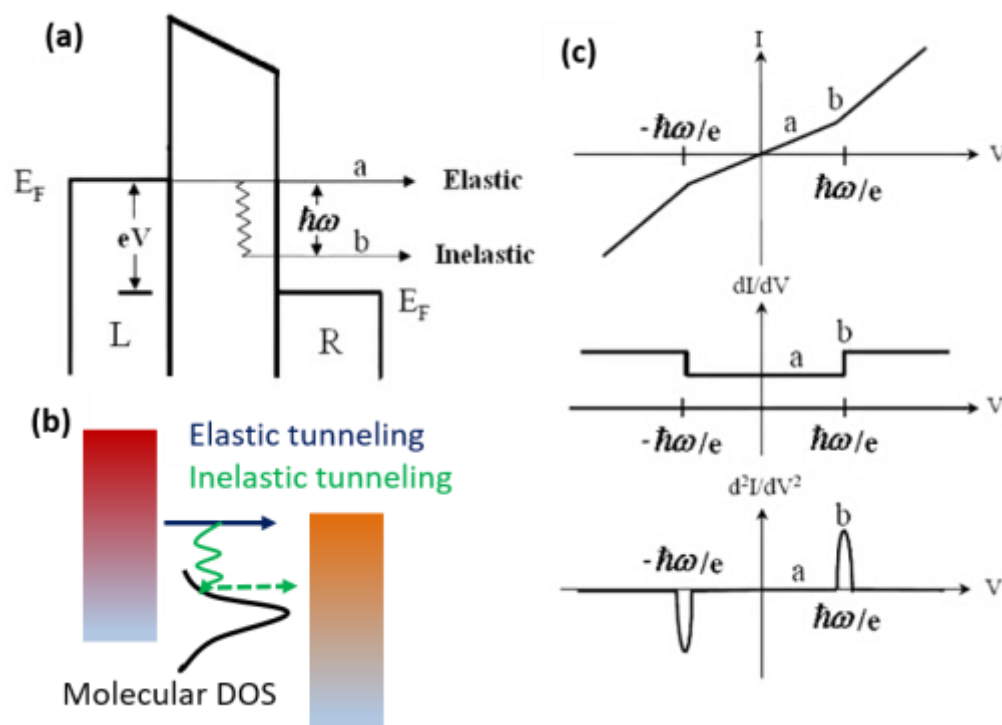 (a)
E_F
eV
L
a
Elastic
ħω
b
Inelastic
E_F
R
(b)
Elastic tunneling
Inelastic tunneling
Molecular DOS
(c)
I
b
a
-ħω/e
V
ħω/e
dI/dV
b
a
V
-ħω/e
ħω/e
d²I/dV²
b
-ħω/e
a
V
ħω/e